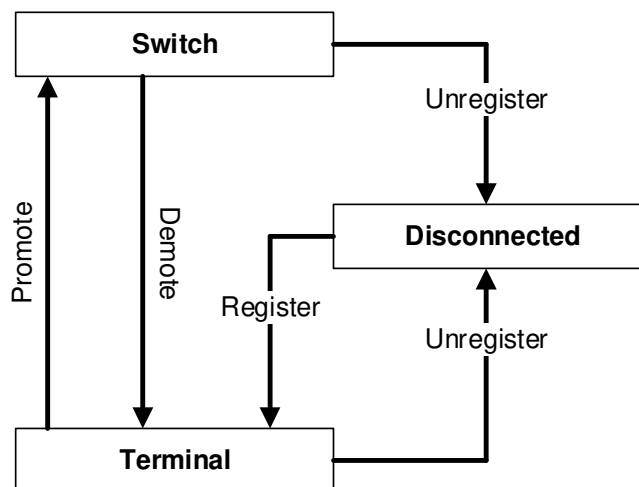 Switch
Unregister
Promote
Demote
Disconnected
Register
Unregister
Terminal